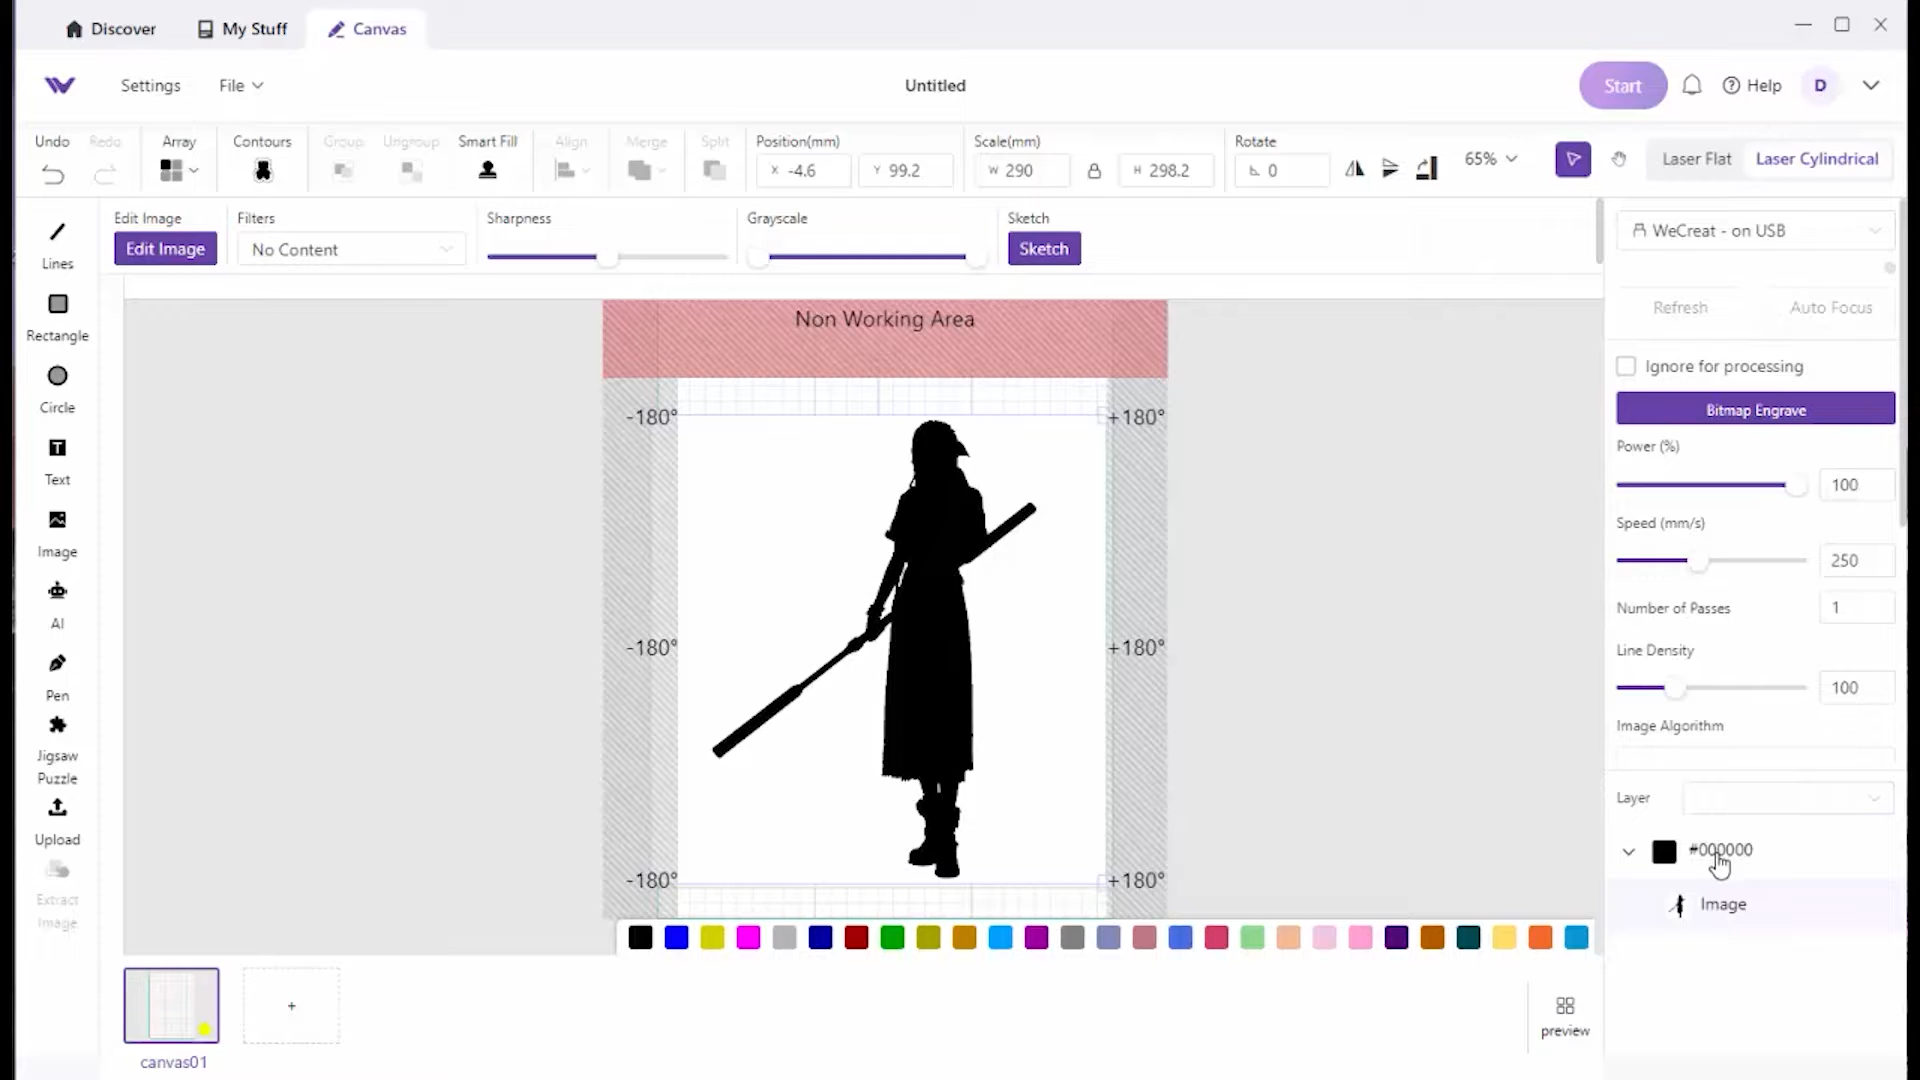 Discover
My Stuff
Canvas
Settings
File
Untitled
Start
Help
D
Undo
Redo
Array
Contours
Group
Ungroup
Smart Fill
Align
Merge
Split
Position(mm)
X -4.6
Y 99.2
Scale(mm)
W 290
H 298.2
Rotate
0
65%
Laser Flat
Laser Cylindrical
Edit Image
Edit Image
Filters
No Content
Sharpness
Grayscale
Sketch
Sketch
Lines
Rectangle
Circle
Text
Image
AI
Pen
Jigsaw
Puzzle
Upload
Extract
Image
Non Working Area
-180°
+180°
-180°
+180°
-180°
+180°
WeCreat - on USB
Refresh
Auto Focus
Ignore for processing
Bitmap Engrave
Power (%)
100
Speed (mm/s)
250
Number of Passes
1
Line Density
100
Image Algorithm
Layer
#000000
Image
+
canvas01
preview